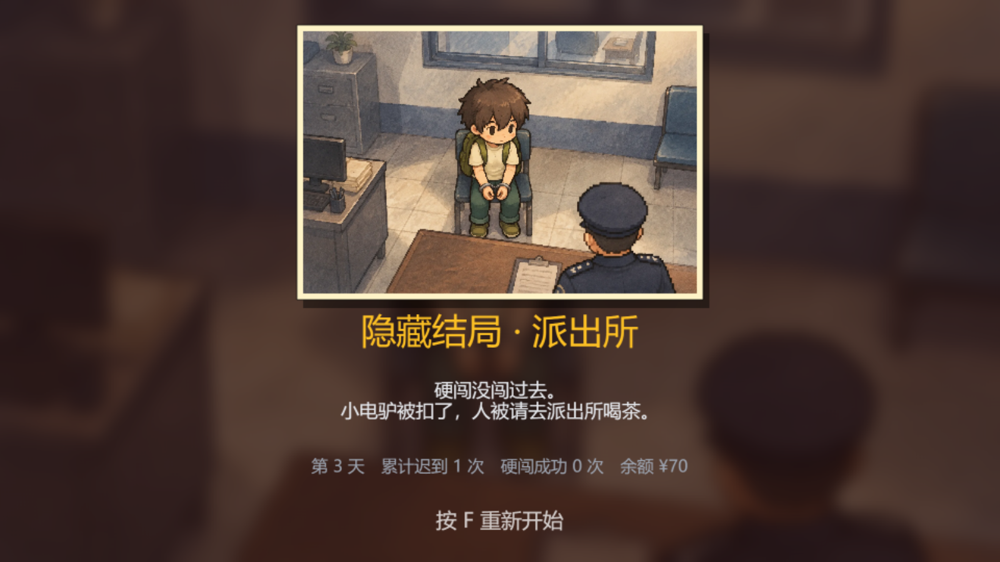 隐藏结局 · 派出所
硬闯没闯过去。
小电驴被扣了，人被请去派出所喝茶。
第 3 天 累计迟到 1 次 硬闯成功 0 次 余额 ¥70
按 F 重新开始